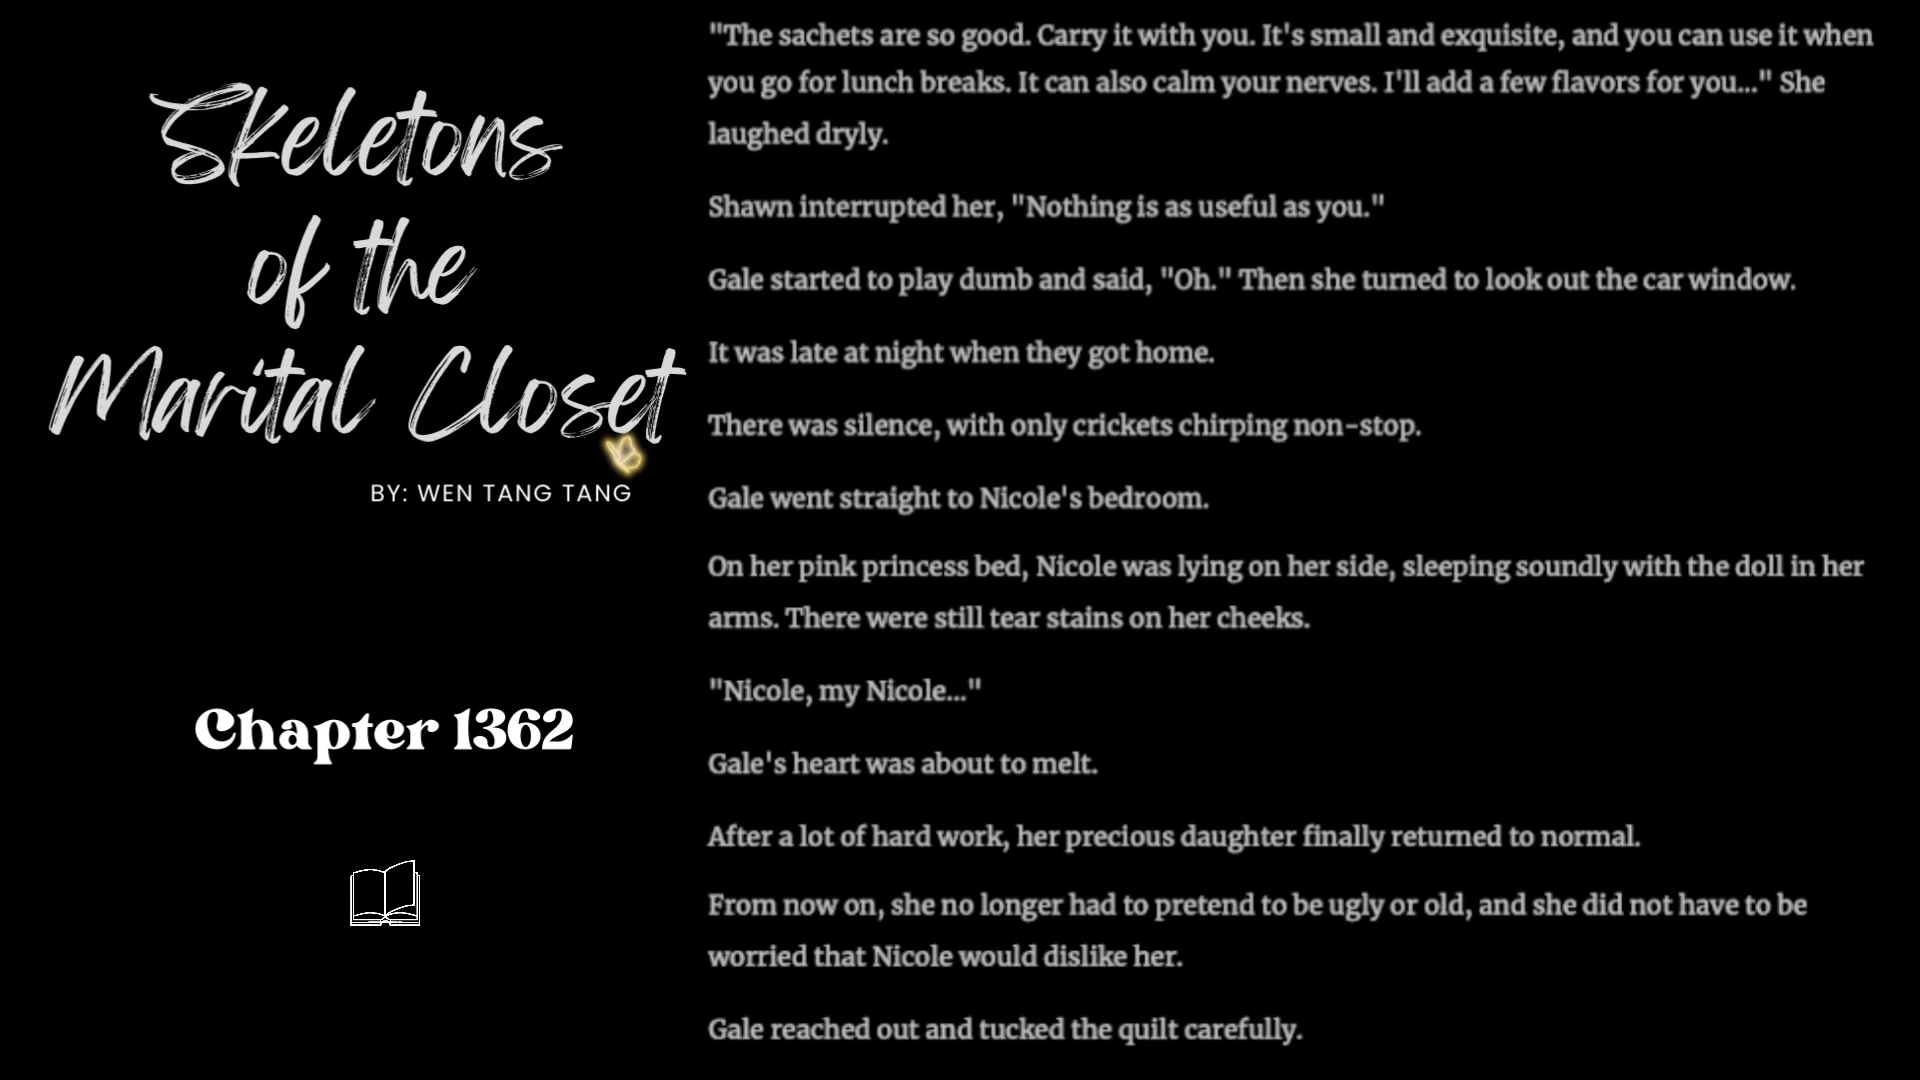 Skeletons
of the
Marital Closet
BY: WEN TANG TANG
Chapter 1362
"The sachets are so good. Carry it with you. It's small and exquisite, and you can use it when
you go for lunch breaks. It can also calm your nerves. I'll add a few flavors for you..." She
laughed dryly.
Shawn interrupted her, "Nothing is as useful as you."
Gale started to play dumb and said, "Oh." Then she turned to look out the car window.
It was late at night when they got home.
There was silence, with only crickets chirping non-stop.
Gale went straight to Nicole's bedroom.
On her pink princess bed, Nicole was lying on her side, sleeping soundly with the doll in her
arms. There were still tear stains on her cheeks.
"Nicole, my Nicole..."
Gale's heart was about to melt.
After a lot of hard work, her precious daughter finally returned to normal.
From now on, she no longer had to pretend to be ugly or old, and she did not have to be
worried that Nicole would dislike her.
Gale reached out and tucked the quilt carefully.